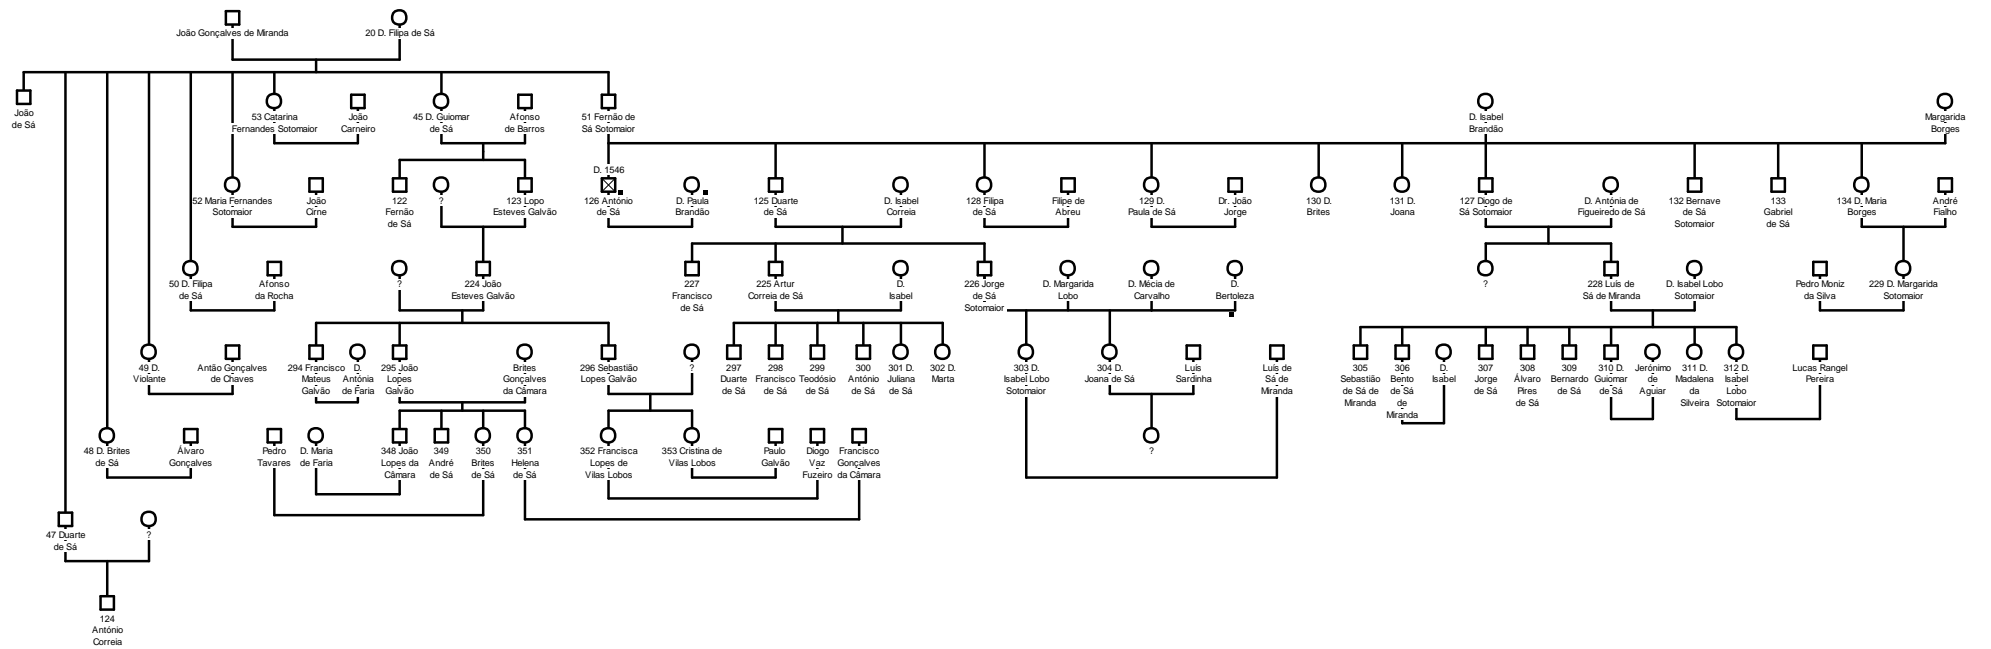 João Gonçalves de Miranda
20 D. Filipa de Sá
João
de Sá
53 Catarina
Fernandes Sotomaior
João
Carneiro
45 D. Guiomar
de Sá
Afonso
de Barros
51 Fernão de
Sá Sotomaior
D. Isabel
Brandão
Margarida
Borges
D. 1546
52 Maria Fernandes
Sotomaior
João
Cirne
122
Fernão
de Sá
?
123 Lopo
Esteves Galvão
126 António
de Sá
D. Paula
Brandão
125 Duarte
de Sá
D. Isabel
Correia
128 Filipa
de Sá
Filipe de
Abreu
129 D.
Paula de Sá
Dr. João
Jorge
130 D.
Brites
131 D.
Joana
127 Diogo de
Sá Sotomaior
D. Antónia de
Figueiredo de Sá
132 Bernave
de Sá
Sotomaior
133
Gabriel
de Sá
134 D. Maria
Borges
André
Fialho
50 D. Filipa
de Sá
Afonso
da Rocha
?
224 João
Esteves Galvão
227
Francisco
de Sá
225 Artur
Correia de Sá
D.
Isabel
226 Jorge
de Sá
Sotomaior
D. Margarida
Lobo
D. Mécia de
Carvalho
D.
Bertoleza
?
228 Luís de
Sá de Miranda
D. Isabel Lobo
Sotomaior
Pedro Moniz
da Silva
229 D. Margarida
Sotomaior
49 D.
Violante
Antão Gonçalves
de Chaves
294 Francisco
Mateus
Galvão
D.
Antónia
de Faria
295 João
Lopes
Galvão
Brites
Gonçalves
da Câmara
296 Sebastião
Lopes Galvão
?
297
Duarte
de Sá
298
Francisco
de Sá
299
Teodósio
de Sá
300
António
de Sá
301 D.
Juliana
de Sá
302 D.
Marta
303 D.
Isabel Lobo
Sotomaior
304 D.
Joana de Sá
Luís
Sardinha
Luís de
Sá de
Miranda
305
Sebastião
de Sá de
Miranda
306
Bento
de Sá
de
Miranda
D.
Isabel
307
Jorge
de Sá
308
Álvaro
Pires
de Sá
309
Bernardo
de Sá
310 D.
Guiomar
de Sá
Jerónimo
de
Aguiar
311 D.
Madalena
da
Silveira
312 D.
Isabel
Lobo
Sotomaior
Lucas Rangel
Pereira
48 D. Brites
de Sá
Álvaro
Gonçalves
Pedro
Tavares
D. Maria
de Faria
348 João
Lopes da
Câmara
349
André
de Sá
350
Brites
de Sá
351
Helena
de Sá
352 Francisca
Lopes de
Vilas Lobos
353 Cristina de
Vilas Lobos
Paulo
Galvão
Diogo
Vaz
Fuzeiro
Francisco
Gonçalves
da Câmara
?
47 Duarte
de Sá
?
124
António
Correia